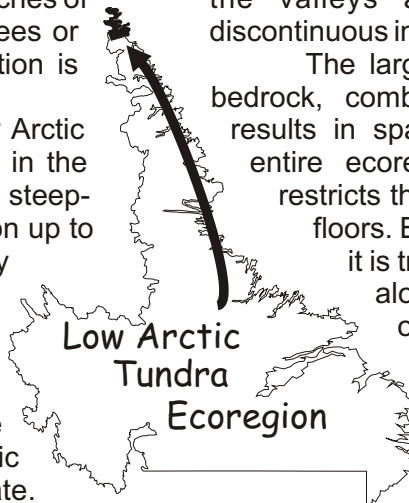 ches of
ees or
tion is
Arctic
in the
steep-
on up to
y
ic
ate.
the valleys a
discontinuous in
The larg
bedrock, comb
results in spa
entire ecore
restricts th
floors. E
it is tr
alo
o
Low Arctic
Tundra
Ecoregion